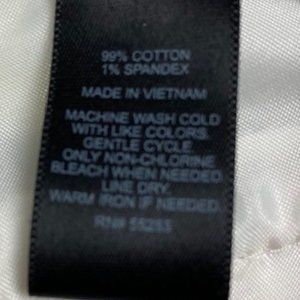 99% COTTON
1% SPANDEX
MADE IN VIETNAM
MACHINE WASH COLD
WITH LIKE COLORS.
GENTLE CYCLE.
ONLY NON-CHLORINE
BLEACH WHEN NEEDED.
LINE DRY.
WARM IRON IF NEEDED.
RN#